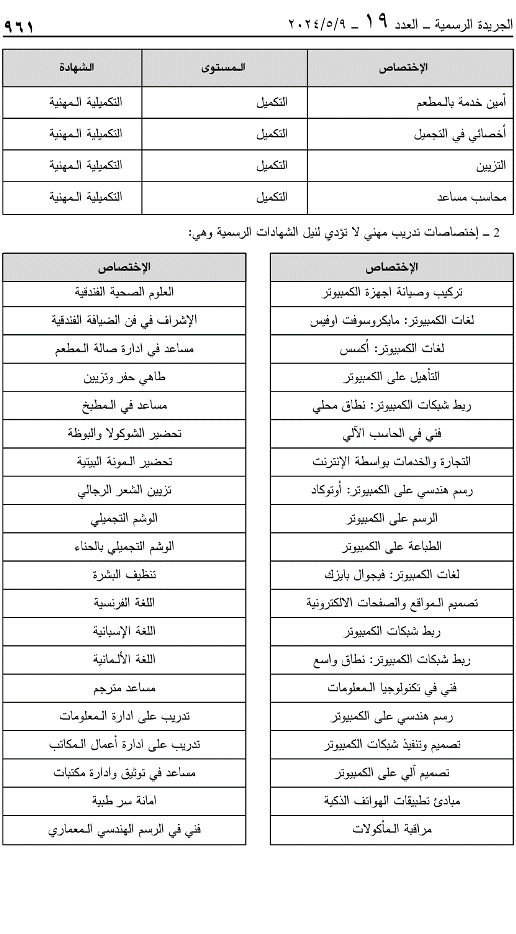 الجريدة الرسمية ــ العدد ١٩ ــ ٢٠٢٤/٥/٩ ٩٦١
الإختصاص المستوى الشهادة
أمين خدمة بالمطعم التكميل التكميلية المهنية
أخصائي في التجميل التكميل التكميلية المهنية
التزيين التكميل التكميلية المهنية
محاسب مساعد التكميل التكميلية المهنية
2 ــ إختصاصات تدريب مهني لا تؤدي لنيل الشهادات الرسمية وهي:
الإختصاص
تركيب وصيانة اجهزة الكمبيوتر
لغات الكمبيوتر: مايكروسوفت اوفيس
لغات الكمبيوتر: أكسس
التأهيل على الكمبيوتر
ربط شبكات الكمبيوتر: نطاق محلي
فني في الحاسب الآلي
التجارة والخدمات بواسطة الإنترنت
رسم هندسي على الكمبيوتر: أوتوكاد
الرسم على الكمبيوتر
الطباعة على الكمبيوتر
لغات الكمبيوتر: فيجوال بايزك
تصميم المواقع والصفحات الالكترونية
ربط شبكات الكمبيوتر
ربط شبكات الكمبيوتر: نطاق واسع
فني في تكنولوجيا المعلومات
رسم هندسي على الكمبيوتر
تصميم وتنفيذ شبكات الكمبيوتر
تصميم آلي على الكمبيوتر
مبادئ تطبيقات الهواتف الذكية
مراقبة المأكولات
الإختصاص
العلوم الصحية الفندقية
الإشراف في فن الضيافة الفندقية
مساعد في ادارة صالة المطعم
طاهي حفر وتزيين
مساعد في المطبخ
تحضير الشوكولا والبوظة
تحضير المونة البيتية
تزيين الشعر الرجالي
الوشم التجميلي
الوشم التجميلي بالحناء
تنظيف البشرة
اللغة الفرنسية
اللغة الإسبانية
اللغة الألمانية
مساعد مترجم
تدريب على ادارة المعلومات
تدريب على ادارة أعمال المكاتب
مساعد في توثيق وادارة مكتبات
امانة سر طبية
فني في الرسم الهندسي المعماري